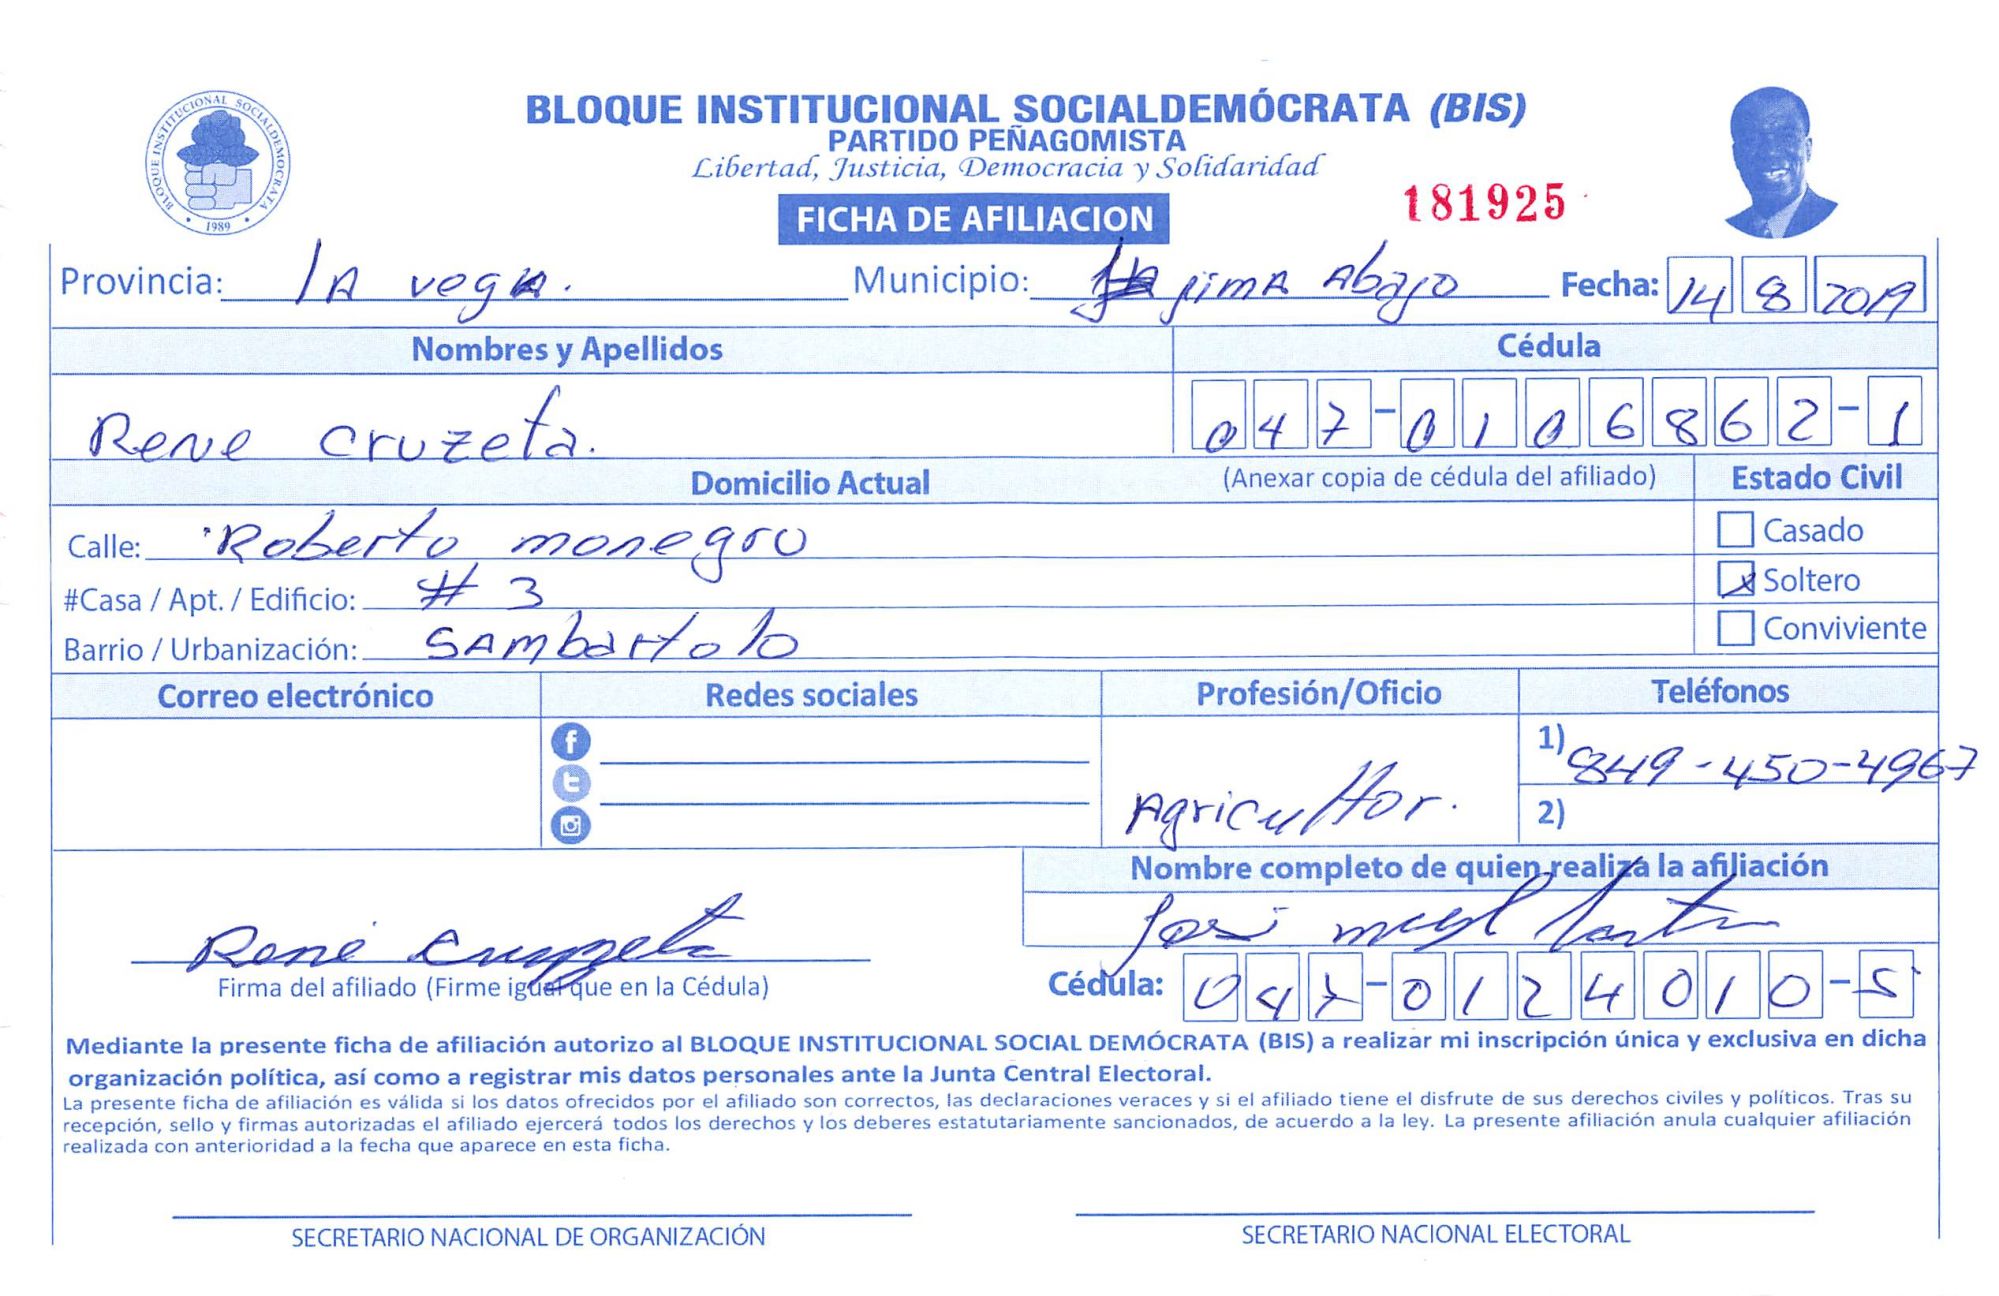 BLOQUE INSTITUCIONAL SOCIALDEMÓCRATA (BIS)
PARTIDO PEÑAGOMISTA
Libertad, Justicia, Democracia y Solidaridad
BLOQUE INSTITUCIONAL SOCIALDEMOCRATA
1989
FICHA DE AFILIACION
181925
Provincia: LA vegA. Municipio: jimA Abajo Fecha: 14 8 2019
Nombres y Apellidos Cédula
Rene cruzeta. 047-0106862-1
Domicilio Actual (Anexar copia de cédula del afiliado) Estado Civil
Calle: Roberto monegro Casado
#Casa / Apt. / Edificio: # 3 x Soltero
Barrio / Urbanización: SAmbartolo Conviviente
Correo electrónico Redes sociales Profesión/Oficio Teléfonos
1) 849-450-4967
Agricultor. 2)
Nombre completo de quien realiza la afiliación
René Cruzeta José
Firma del afiliado (Firme igual que en la Cédula) Cédula: 047-0124010-5
Mediante la presente ficha de afiliación autorizo al BLOQUE INSTITUCIONAL SOCIAL DEMÓCRATA (BIS) a realizar mi inscripción única y exclusiva en dicha
organización política, así como a registrar mis datos personales ante la Junta Central Electoral.
La presente ficha de afiliación es válida si los datos ofrecidos por el afiliado son correctos, las declaraciones veraces y si el afiliado tiene el disfrute de sus derechos civiles y políticos. Tras su
recepción, sello y firmas autorizadas el afiliado ejercerá todos los derechos y los deberes estatutariamente sancionados, de acuerdo a la ley. La presente afiliación anula cualquier afiliación
realizada con anterioridad a la fecha que aparece en esta ficha.
SECRETARIO NACIONAL DE ORGANIZACIÓN SECRETARIO NACIONAL ELECTORAL